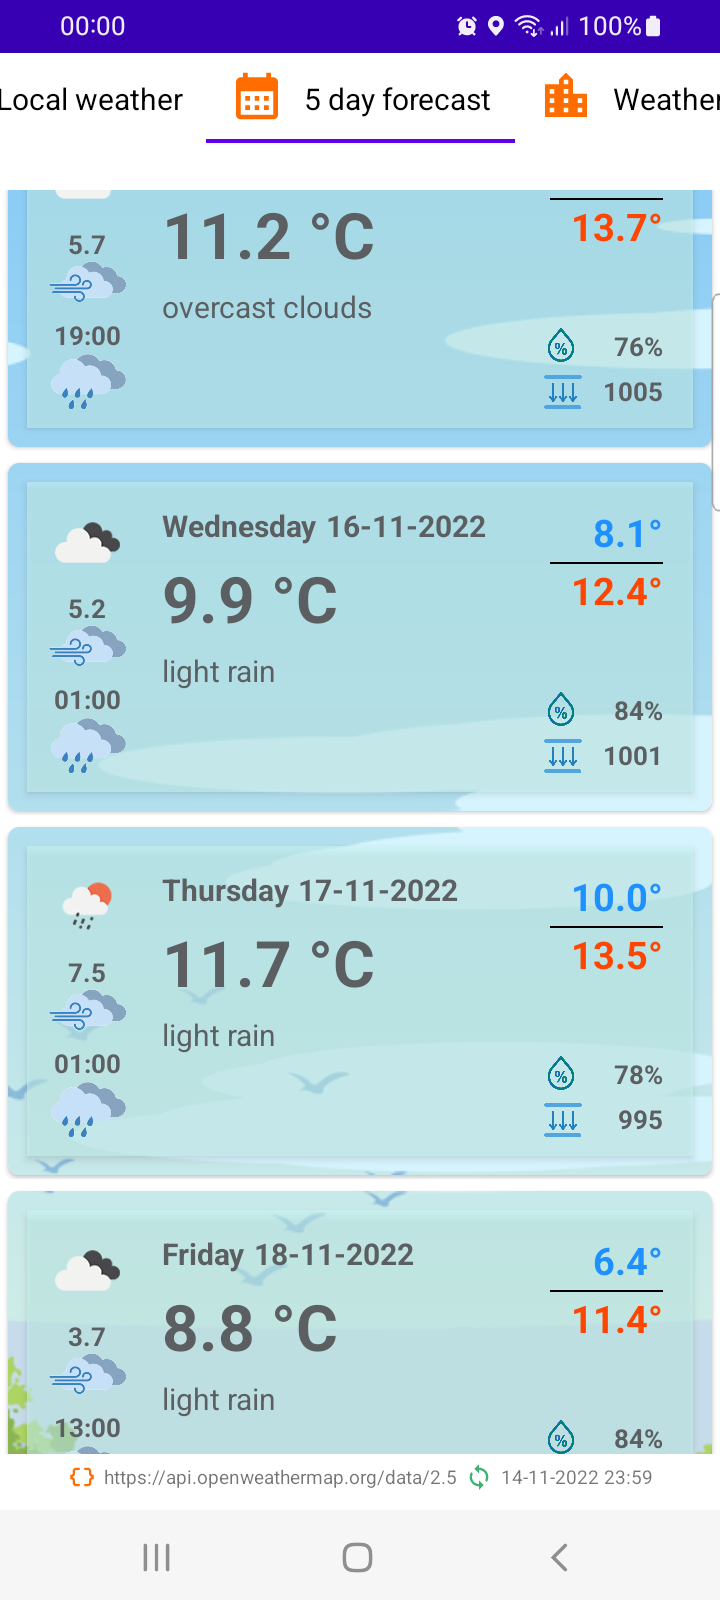 00:00 100%
Local weather 5 day forecast Weather
11.2 °C 13.7°
5.7
overcast clouds
19:00 76%
1005
Wednesday 16-11-2022 8.1°
9.9 °C 12.4°
5.2
light rain
01:00 84%
1001
Thursday 17-11-2022 10.0°
11.7 °C 13.5°
7.5
light rain
01:00 78%
995
Friday 18-11-2022 6.4°
8.8 °C 11.4°
3.7
light rain
13:00 84%
https://api.openweathermap.org/data/2.5 14-11-2022 23:59